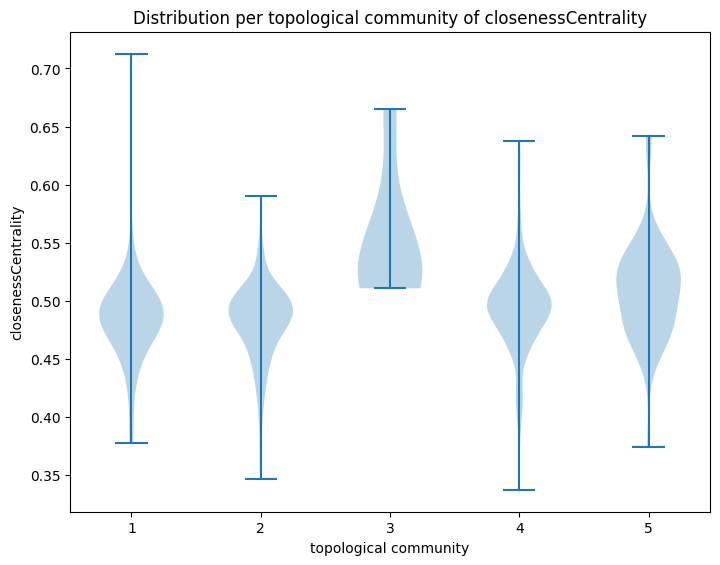 Distribution per topological community of closenessCentrality
closenessCentrality
0.70
0.65
0.60
0.55
0.50
0.45
0.40
0.35
1 2 3 4 5
topological community